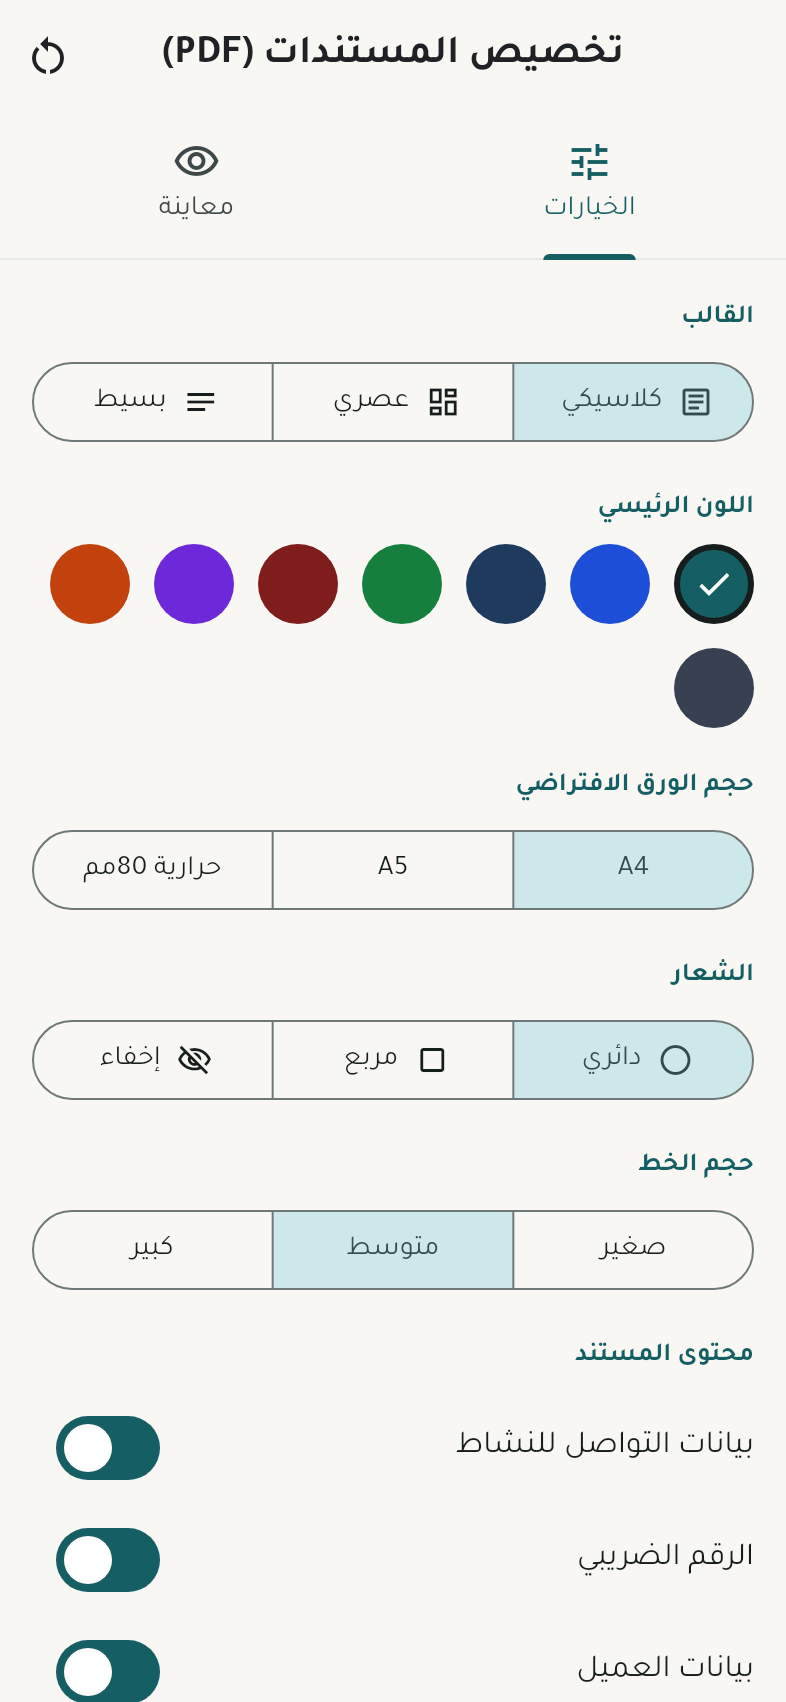 تخصيص المستندات (PDF)
الخيارات
معاينة
القالب
كلاسيكي
عصري
بسيط
اللون الرئيسي
حجم الورق الافتراضي
A4
A5
حرارية 80مم
الشعار
دائري
مربع
إخفاء
حجم الخط
صغير
متوسط
كبير
محتوى المستند
بيانات التواصل للنشاط
الرقم الضريبي
بيانات العميل